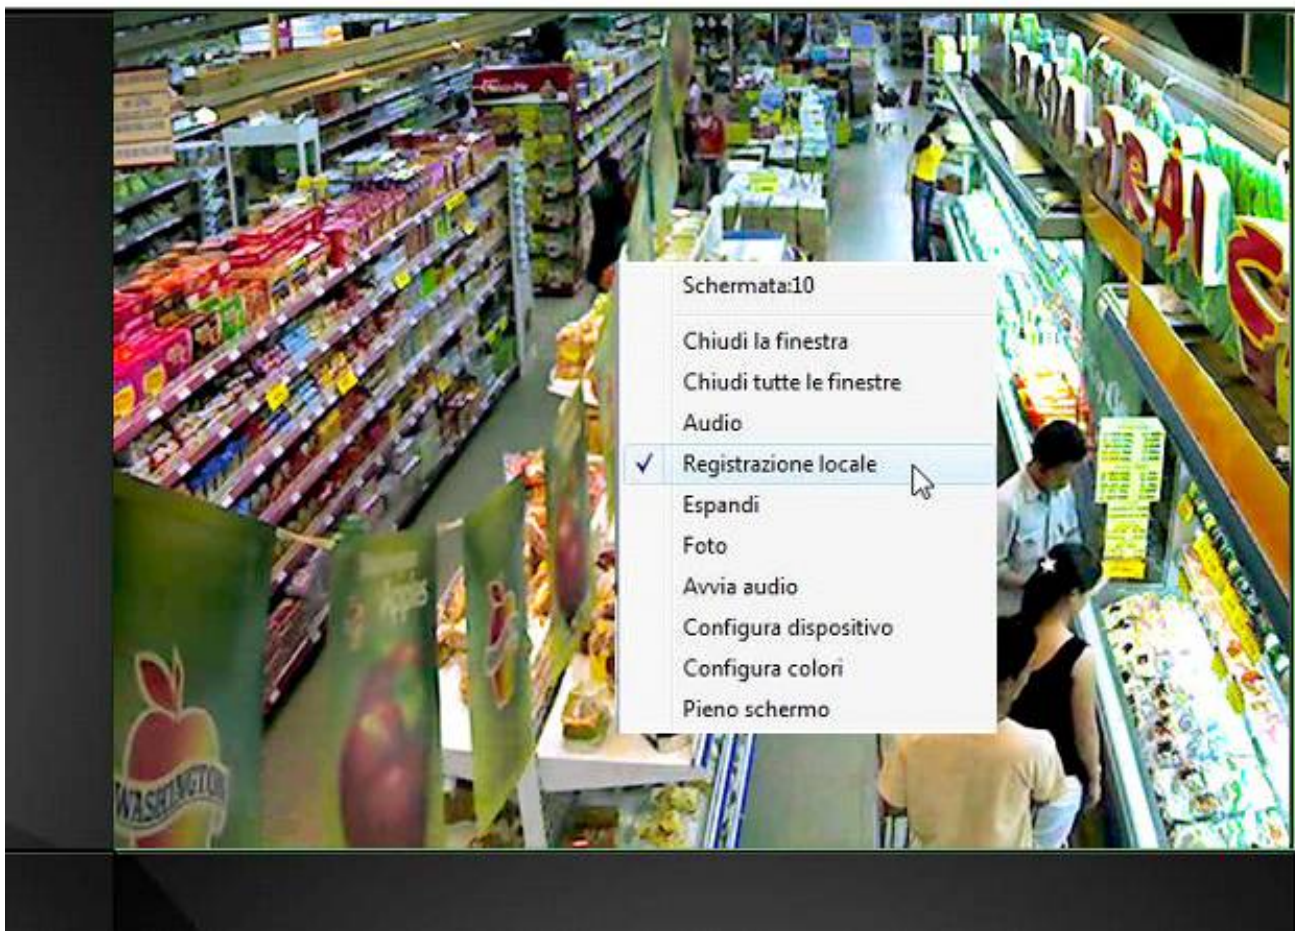 Schermata:10
Chiudi la finestra
Chiudi tutte le finestre
Audio
Registrazione locale
Espandi
Foto
Avvia audio
Configura dispositivo
Configura colori
Pieno schermo
Apples
WASHINGTON